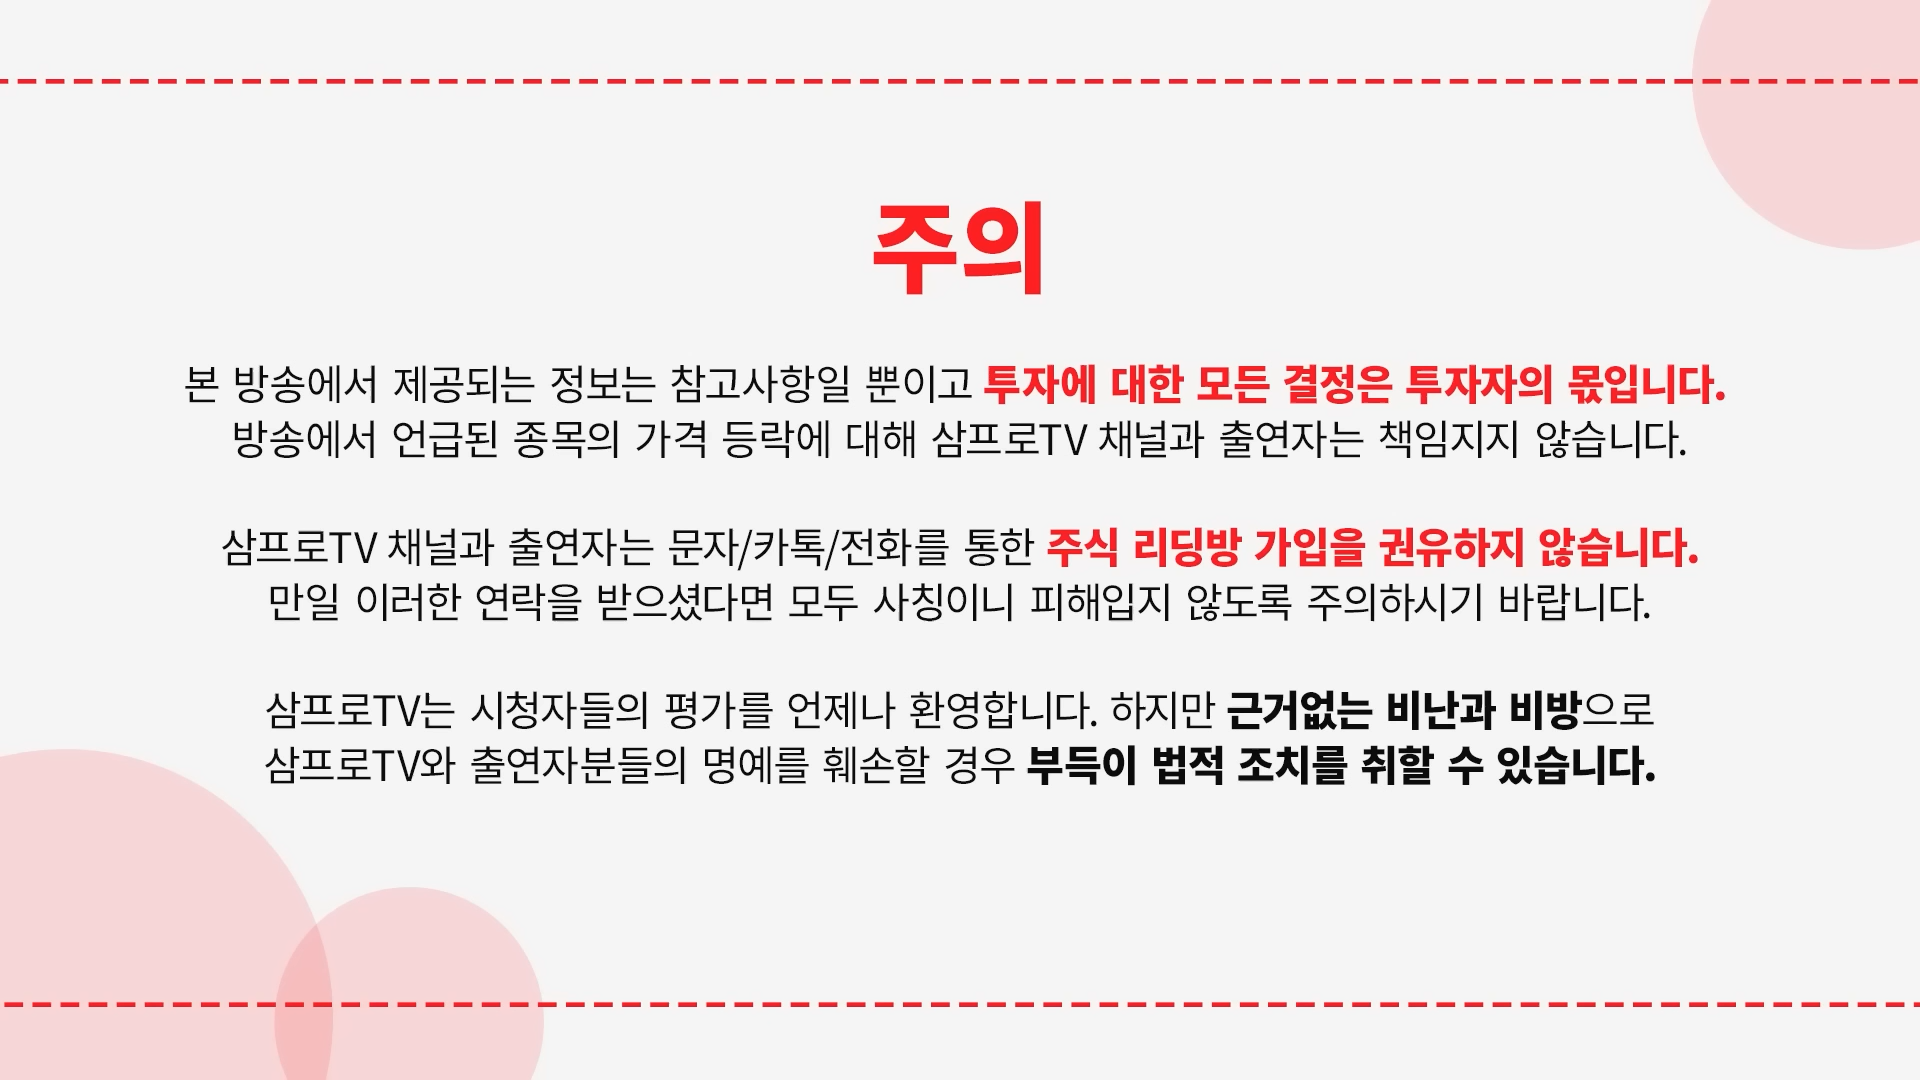 주의
본 방송에서 제공되는 정보는 참고사항일 뿐이고 투자에 대한 모든 결정은 투자자의 몫입니다.
방송에서 언급된 종목의 가격 등락에 대해 삼프로TV 채널과 출연자는 책임지지 않습니다.
삼프로TV 채널과 출연자는 문자/카톡/전화를 통한 주식 리딩방 가입을 권유하지 않습니다.
만일 이러한 연락을 받으셨다면 모두 사칭이니 피해입지 않도록 주의하시기 바랍니다.
삼프로TV는 시청자들의 평가를 언제나 환영합니다. 하지만 근거없는 비난과 비방으로
삼프로TV와 출연자분들의 명예를 훼손할 경우 부득이 법적 조치를 취할 수 있습니다.